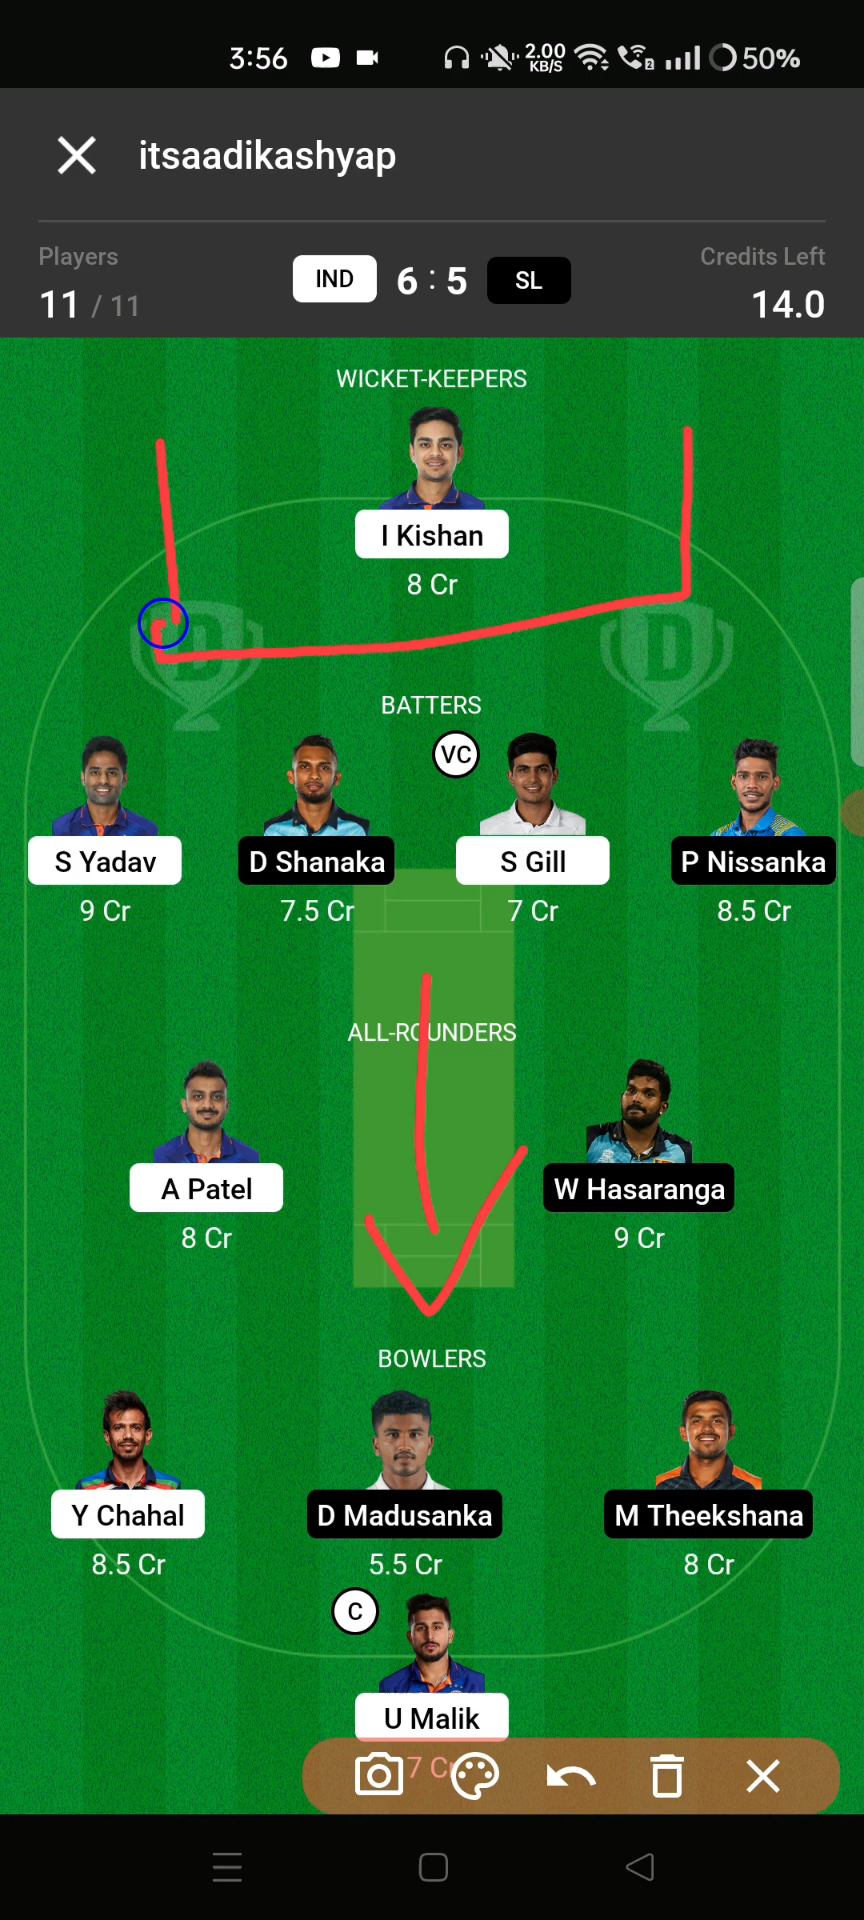 3:56 2.00 KB/S 2 50%
itsaadikashyap
Players IND 6 : 5 SL Credits Left
11 / 11 14.0
WICKET-KEEPERS
I Kishan
8 Cr
D D
BATTERS
VC
S Yadav D Shanaka S Gill P Nissanka
9 Cr 7.5 Cr 7 Cr 8.5 Cr
ALL-ROUNDERS
A Patel W Hasaranga
8 Cr 9 Cr
BOWLERS
Y Chahal D Madusanka M Theekshana
8.5 Cr 5.5 Cr 8 Cr
C
U Malik
7 Cr